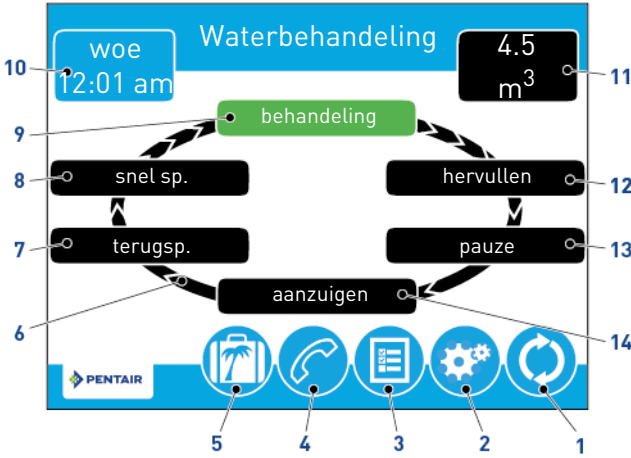 woe
12:01 am
Waterbehandeling
4.5
m³
10
11
9
behandeling
8
snel sp.
hervullen
12
7
terugsp.
pauze
13
6
aanzuigen
14
PENTAIR
5
4
3
2
1